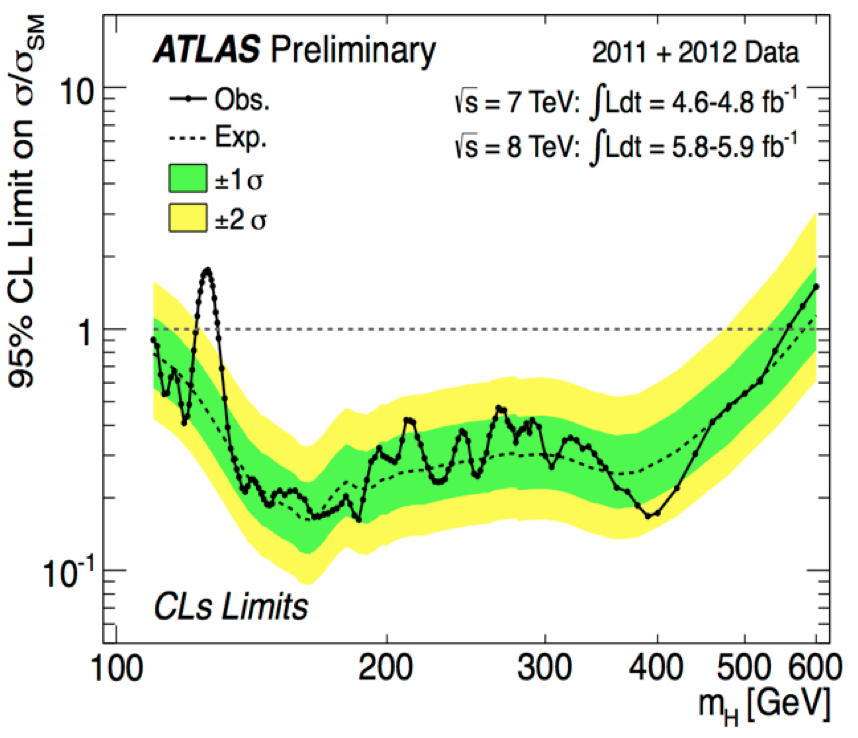 95% CL Limit on σ/σSM
ATLAS Preliminary
2011 + 2012 Data
Obs.
Exp.
±1 σ
±2 σ
√s = 7 TeV: ∫Ldt = 4.6-4.8 fb-1
√s = 8 TeV: ∫Ldt = 5.8-5.9 fb-1
10
1
10-1
CLs Limits
100 200 300 400 500 600
mH [GeV]